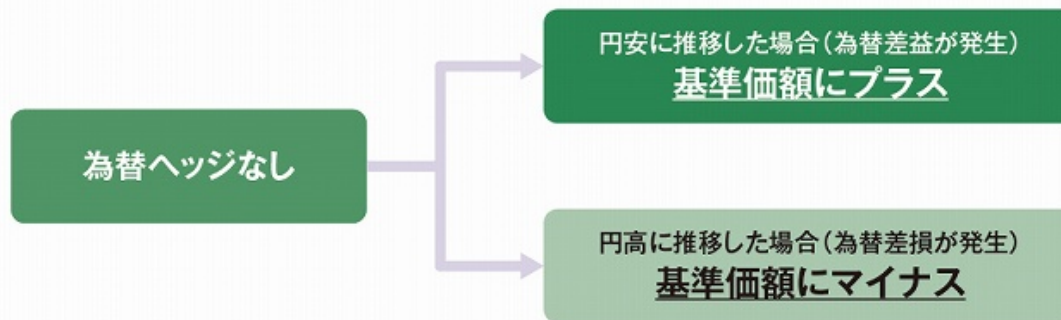 円安に推移した場合（為替差益が発生）
基準価額にプラス
為替ヘッジなし
円高に推移した場合（為替差損が発生）
基準価額にマイナス